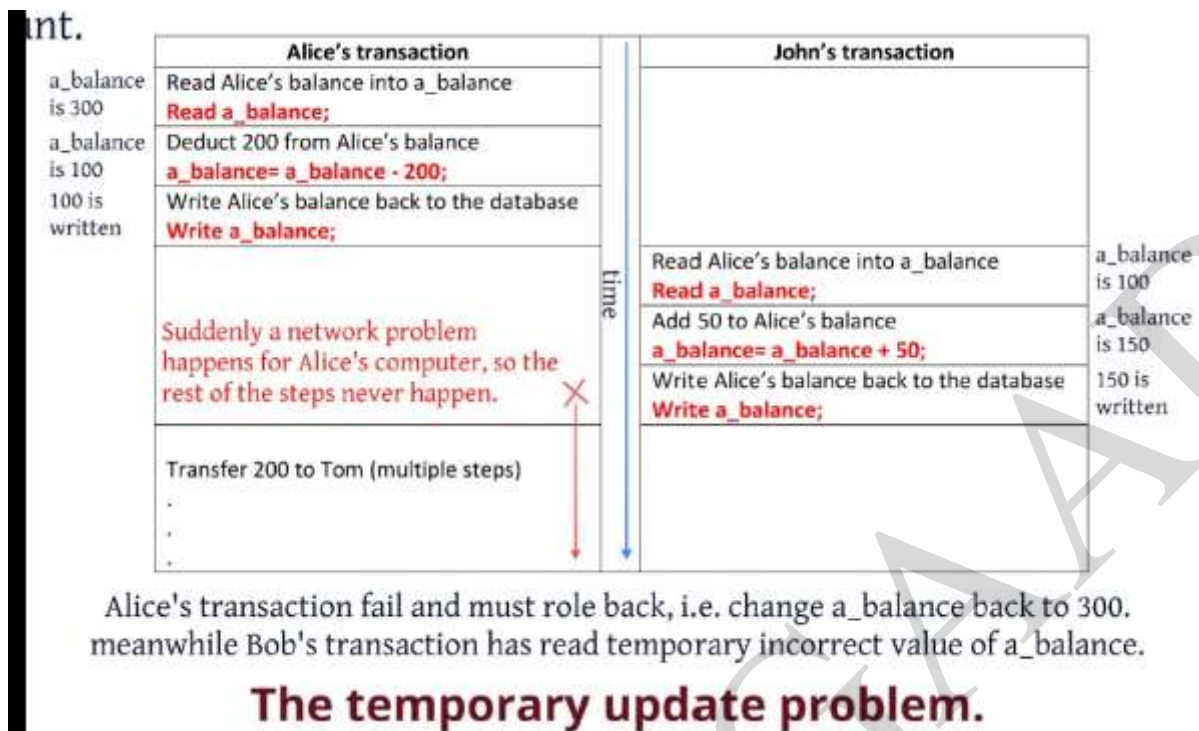 int.
Alice's transaction
John's transaction
a_balance
is 300
Read Alice's balance into a_balance
Read a_balance;
a_balance
is 100
Deduct 200 from Alice's balance
a_balance= a_balance - 200;
100 is
written
Write Alice's balance back to the database
Write a_balance;
time
Read Alice's balance into a_balance
Read a_balance;
a_balance
is 100
Add 50 to Alice's balance
a_balance= a_balance + 50;
a_balance
is 150
Write Alice's balance back to the database
Write a_balance;
150 is
written
Suddenly a network problem
happens for Alice's computer, so the
rest of the steps never happen.
Transfer 200 to Tom (multiple steps)
.
.
.
Alice's transaction fail and must role back, i.e. change a_balance back to 300.
meanwhile Bob's transaction has read temporary incorrect value of a_balance.
The temporary update problem.